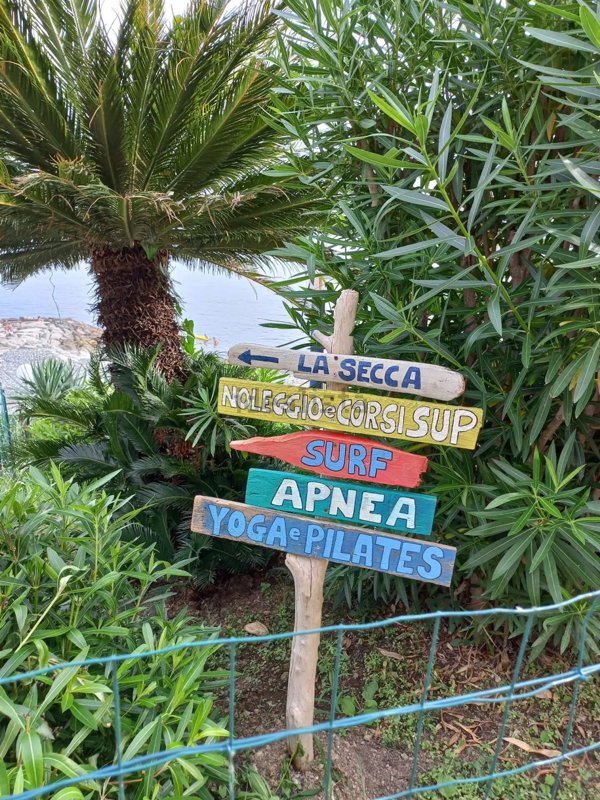 LA SECCA
NOLEGGIO e CORSI SUP
SURF
APNEA
YOGA e PILATES